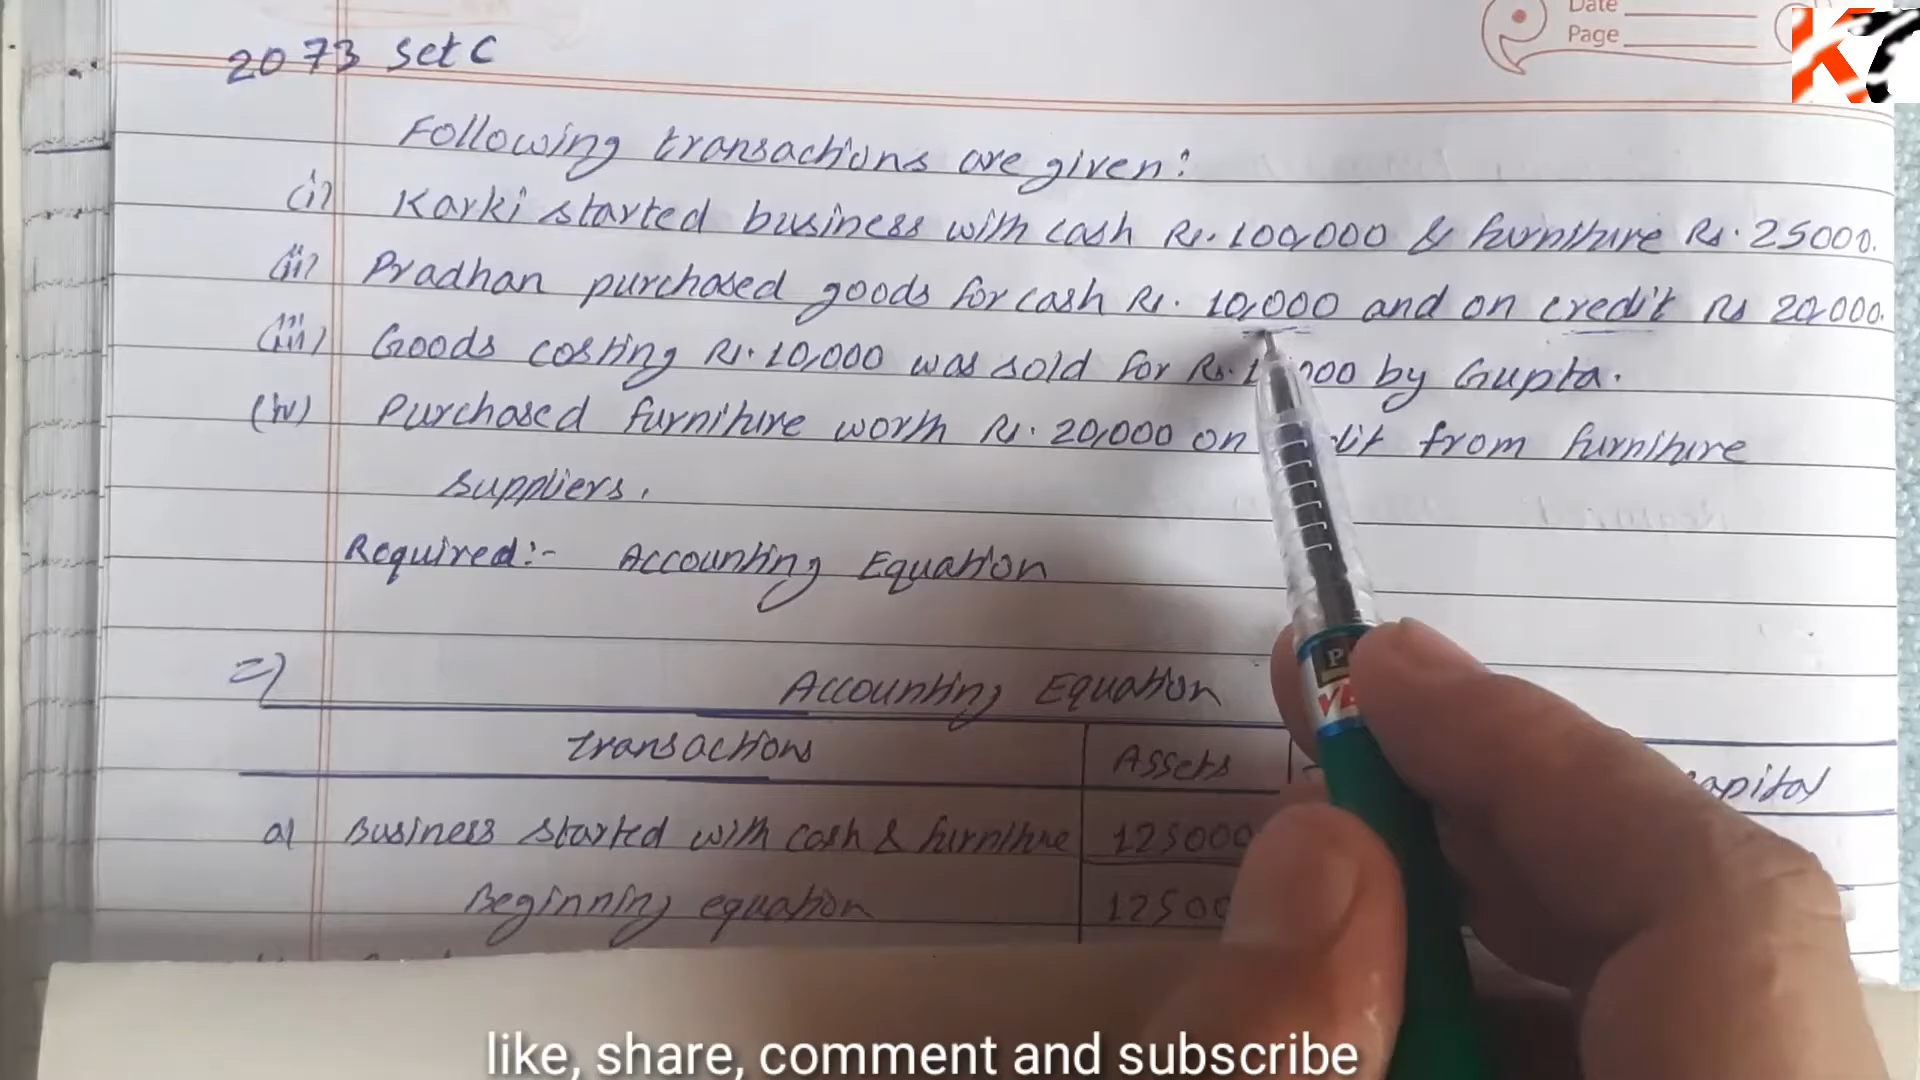 Date
Page
2073 Set C
Following transactions are given:
(i) Karki started business with cash Rs. 100,000 & furniture Rs. 25000.
(ii) Pradhan purchased goods for cash Rs. 10,000 and on credit Rs 20,000.
(iii) Goods costing Rs. 10,000 was sold for Rs. by Gupta.
(iv) Purchased furniture worth Rs. 20,000 on from furniture
suppliers.
Required:- Accounting Equation
=) Accounting Equation
transactions Assets apital
a) Business started with cash & furniture 125000
Beginning equation 12500
like, share, comment and subscribe